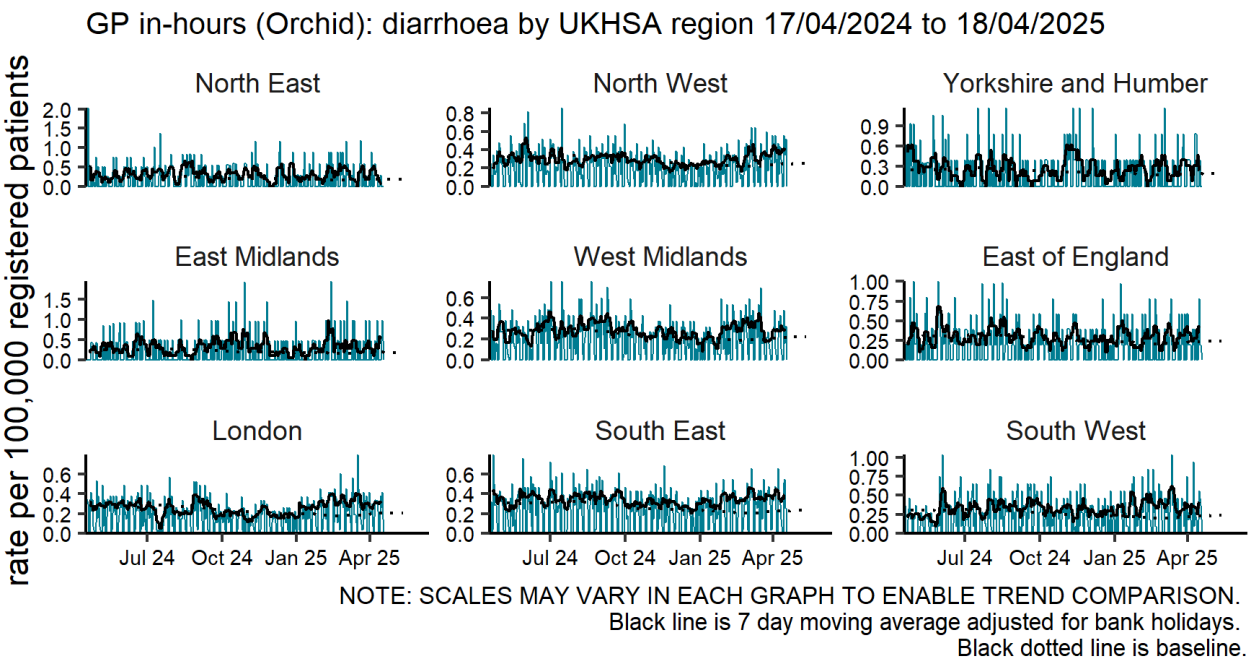 GP in-hours (Orchid): diarrhoea by UKHSA region 17/04/2024 to 18/04/2025
rate per 100,000 registered patients
North East
2.0
1.5
1.0
0.5
0.0
North West
0.8
0.6
0.4
0.2
0.0
Yorkshire and Humber
0.9
0.6
0.3
0.0
East Midlands
1.5
1.0
0.5
0.0
West Midlands
0.6
0.4
0.2
0.0
East of England
1.00
0.75
0.50
0.25
0.00
London
0.6
0.4
0.2
0.0
Jul 24 Oct 24 Jan 25 Apr 25
South East
0.6
0.4
0.2
0.0
Jul 24 Oct 24 Jan 25 Apr 25
South West
1.00
0.75
0.50
0.25
0.00
Jul 24 Oct 24 Jan 25 Apr 25
NOTE: SCALES MAY VARY IN EACH GRAPH TO ENABLE TREND COMPARISON.
Black line is 7 day moving average adjusted for bank holidays.
Black dotted line is baseline.